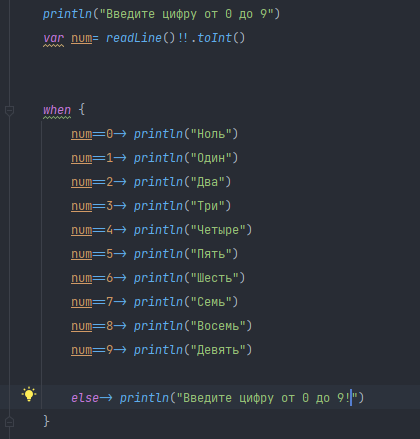 println("Введите цифру от 0 до 9")
var num= readLine()!!.toInt()
when {
num==0-> println("Ноль")
num==1-> println("Один")
num==2-> println("Два")
num==3-> println("Три")
num==4-> println("Четыре")
num==5-> println("Пять")
num==6-> println("Шесть")
num==7-> println("Семь")
num==8-> println("Восемь")
num==9-> println("Девять")
else-> println("Введите цифру от 0 до 9!")
}